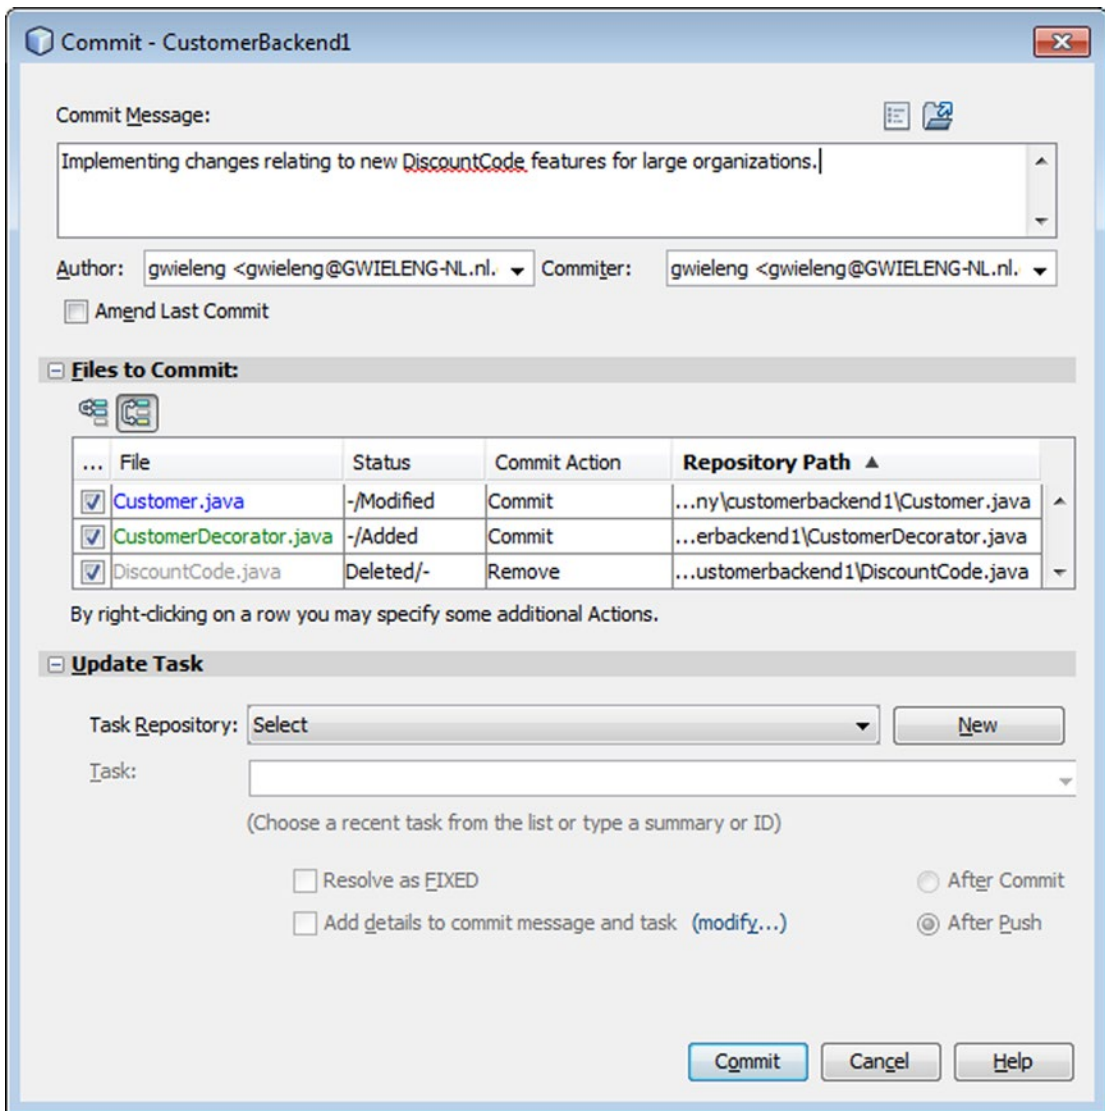 Commit - CustomerBackend1
Commit Message:
Implementing changes relating to new DiscountCode features for large organizations.
Author: gwieleng <gwieleng@GWIELENG-NL.nl. Commiter: gwieleng <gwieleng@GWIELENG-NL.nl.
Amend Last Commit
Files to Commit:
... File Status Commit Action Repository Path
Customer.java -/Modified Commit ...ny\customerbackend1\Customer.java
CustomerDecorator.java -/Added Commit ...erbackend1\CustomerDecorator.java
DiscountCode.java Deleted/- Remove ...ustomerbackend1\DiscountCode.java
By right-clicking on a row you may specify some additional Actions.
Update Task
Task Repository: Select New
Task:
(Choose a recent task from the list or type a summary or ID)
Resolve as FIXED After Commit
Add details to commit message and task (modify...) After Push
Commit Cancel Help